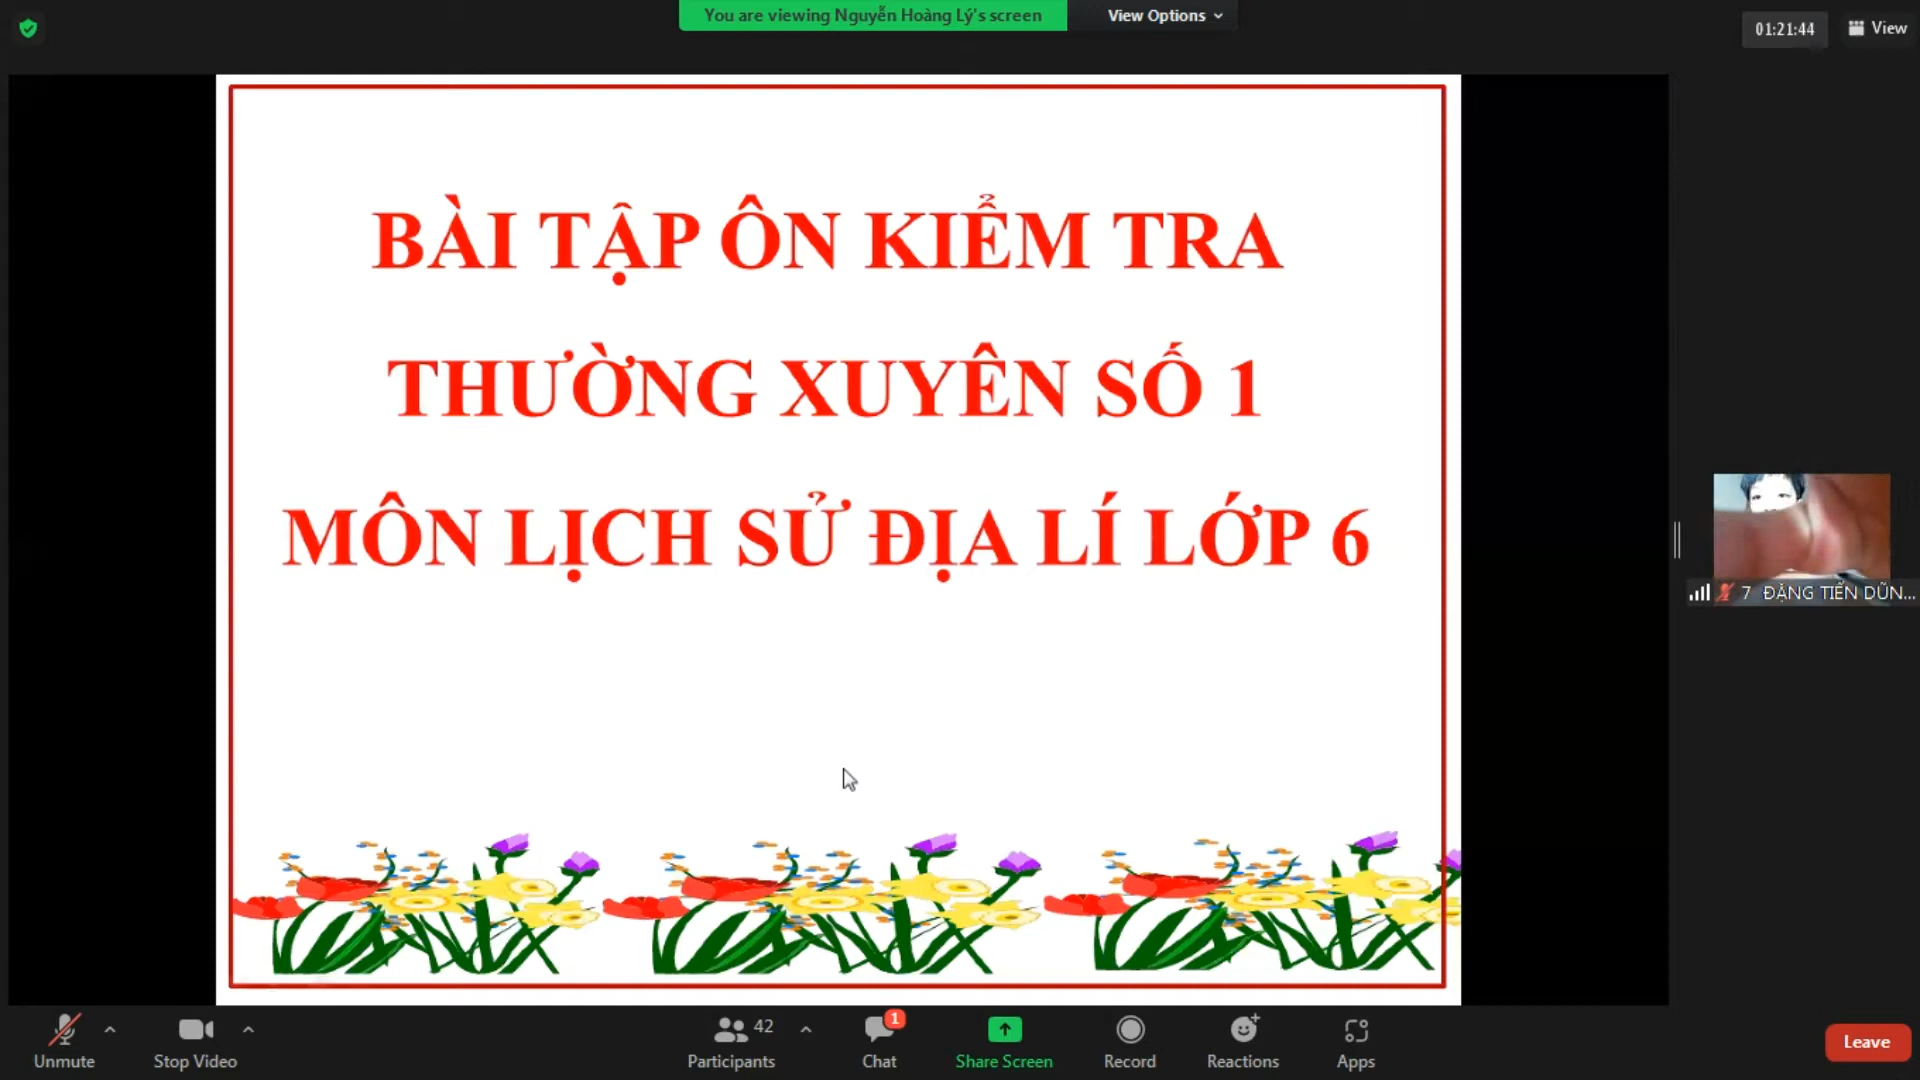 You are viewing Nguyễn Hoàng Lý's screen
View Options
01:21:44
View
BÀI TẬP ÔN KIỂM TRA
THƯỜNG XUYÊN SỐ 1
MÔN LỊCH SỬ ĐỊA LÍ LỚP 6
7 ĐẶNG TIẾN DŨN...
Unmute
Stop Video
42
Participants
1
Chat
Share Screen
Record
Reactions
Apps
Leave